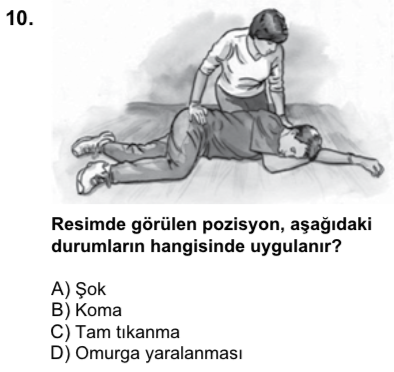 10.
Resimde görülen pozisyon, aşağıdaki
durumların hangisinde uygulanır?
A) Şok
B) Koma
C) Tam tıkanma
D) Omurga yaralanması